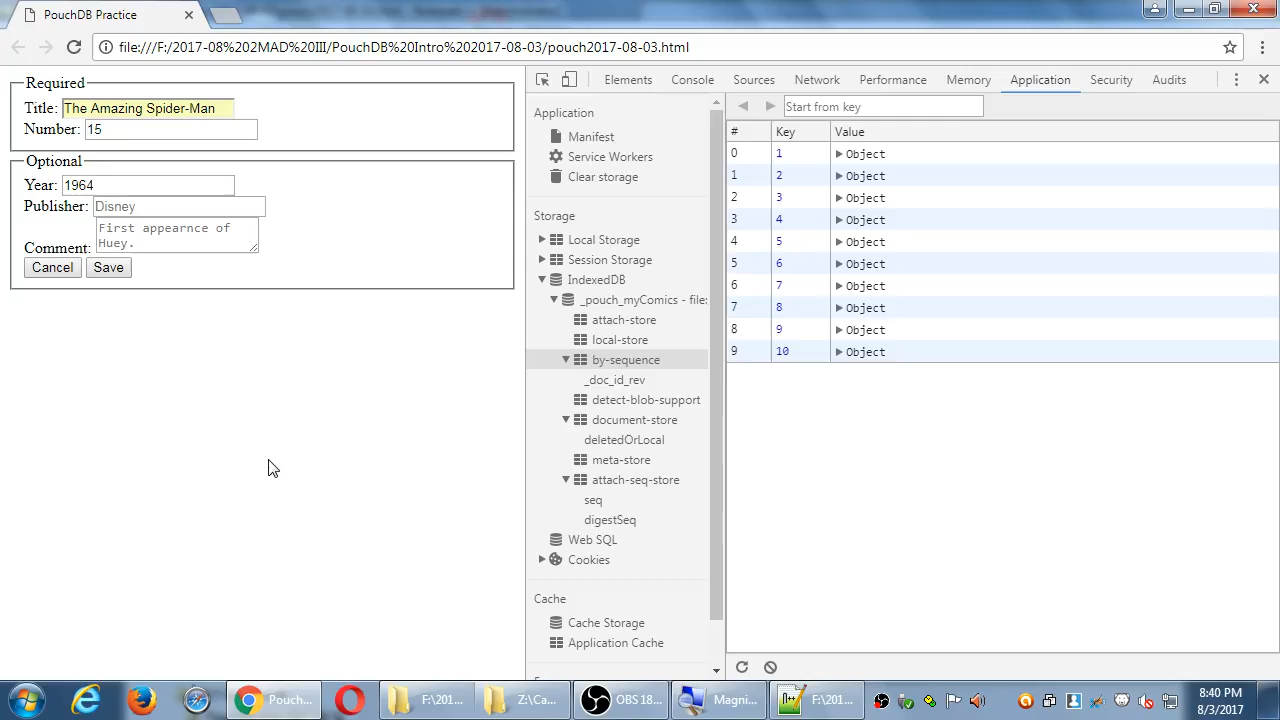 PouchDB Practice
file:///F:/2017-08%202MAD%20III/PouchDB%20Intro%202017-08-03/pouch2017-08-03.html
Required
Title: The Amazing Spider-Man
Number: 15
Optional
Year: 1964
Publisher: Disney
Comment: First appearnce of
Huey.
Cancel Save
Elements Console Sources Network Performance Memory Application Security Audits
Application
Manifest
Service Workers
Clear storage
Storage
Local Storage
Session Storage
IndexedDB
_pouch_myComics - file:
attach-store
local-store
by-sequence
_doc_id_rev
detect-blob-support
document-store
deletedOrLocal
meta-store
attach-seq-store
seq
digestSeq
Web SQL
Cookies
Cache
Cache Storage
Application Cache
Start from key
# Key Value
0 1 Object
1 2 Object
2 3 Object
3 4 Object
4 5 Object
5 6 Object
6 7 Object
7 8 Object
8 9 Object
9 10 Object
Pouch... F:\201... Z:\Ca... OBS 18... Magni... F:\201...
8:40 PM
8/3/2017